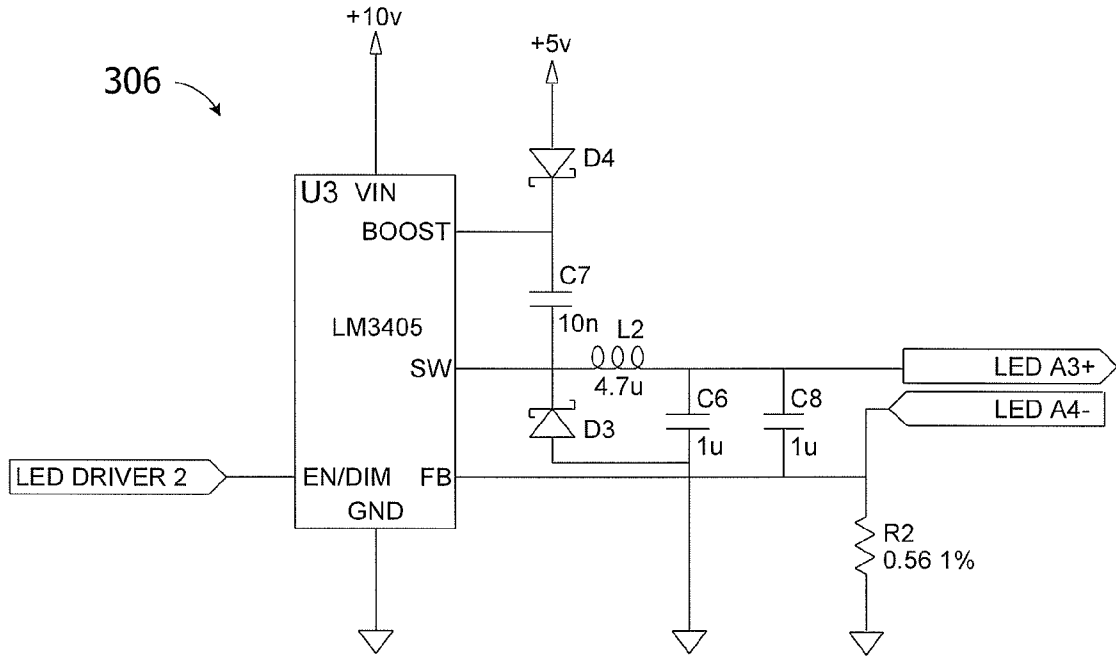 +10v
+5v
306
D4
U3 VIN
BOOST
C7
10n
LM3405
L2
SW
4.7u
LED A3+
C6
C8
LED A4-
D3
1u
1u
LED DRIVER 2
EN/DIM
FB
GND
R2
0.56 1%